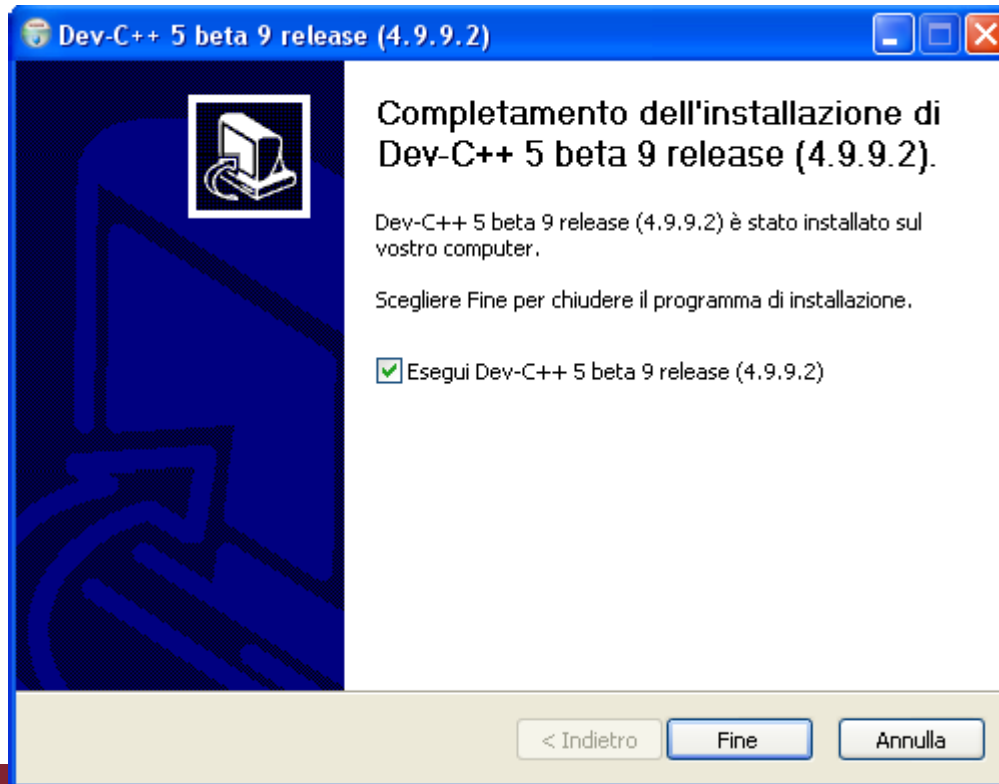 Dev-C++ 5 beta 9 release (4.9.9.2)
Completamento dell'installazione di
Dev-C++ 5 beta 9 release (4.9.9.2).
Dev-C++ 5 beta 9 release (4.9.9.2) è stato installato sul
vostro computer.
Scegliere Fine per chiudere il programma di installazione.
Esegui Dev-C++ 5 beta 9 release (4.9.9.2)
< Indietro
Fine
Annulla